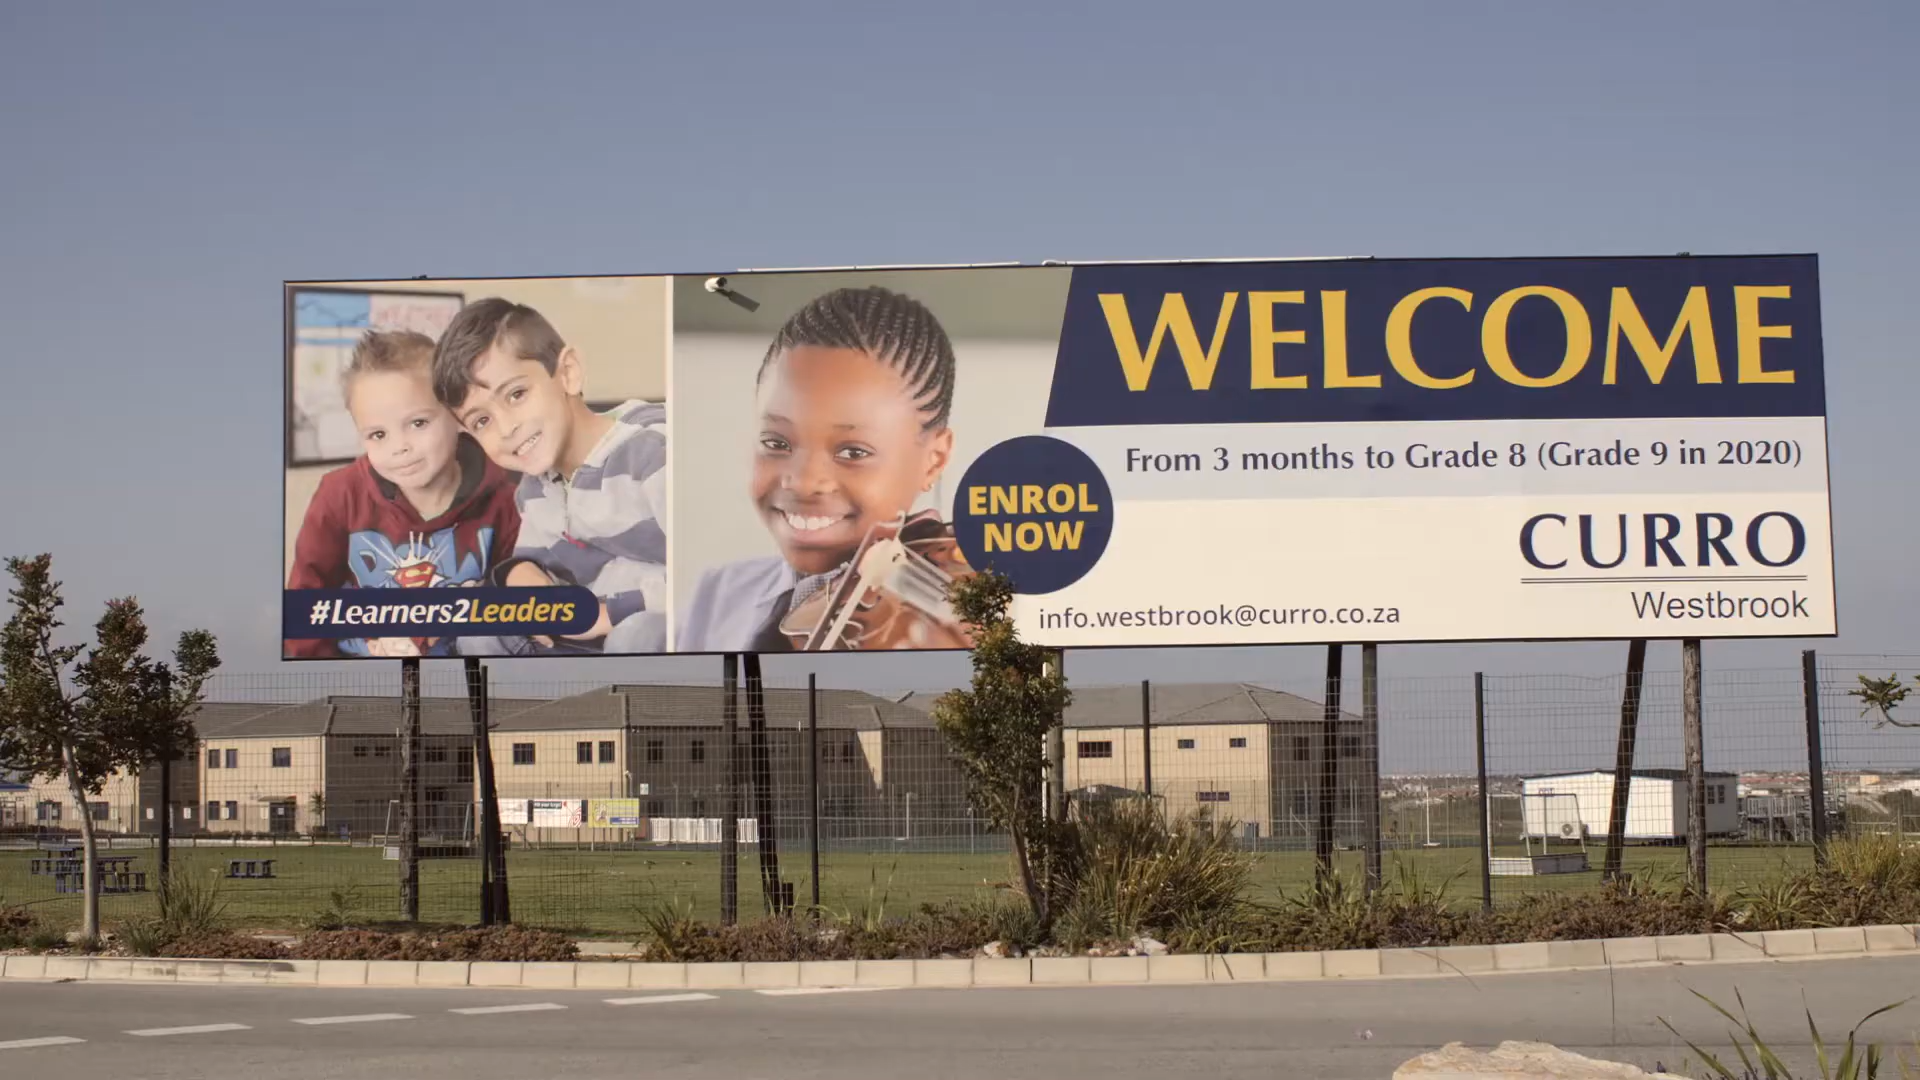 #Learners2Leaders
POW
ENROL
NOW
WELCOME
From 3 months to Grade 8 (Grade 9 in 2020)
CURRO
Westbrook
info.westbrook@curro.co.za